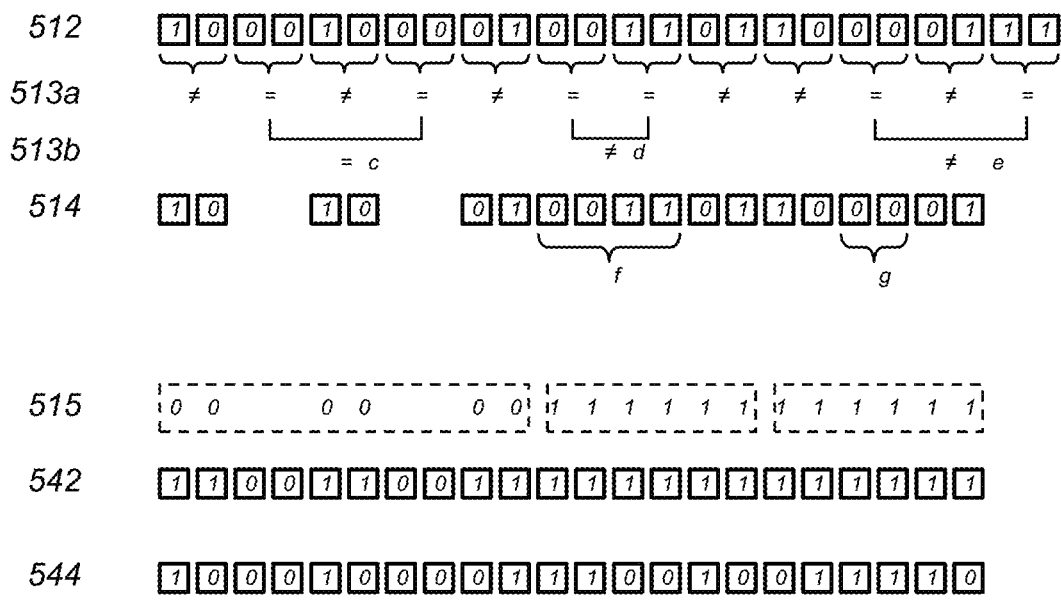 512 1 0 0 0 1 0 0 0 0 1 0 0 1 1 0 1 1 0 0 0 0 1 1 1
513a ≠ = ≠ = ≠ = = ≠ ≠ = ≠ =
513b = c ≠ d ≠ e
514 1 0 1 0 0 1 0 0 1 1 0 1 1 0 0 0 0 1
f g
515 0 0 0 0 0 0 1 1 1 1 1 1 1 1 1 1 1 1
542 1 1 0 0 1 1 0 0 1 1 1 1 1 1 1 1 1 1 1 1 1 1
544 1 0 0 0 1 0 0 0 0 1 1 1 0 0 1 0 0 1 1 1 1 0